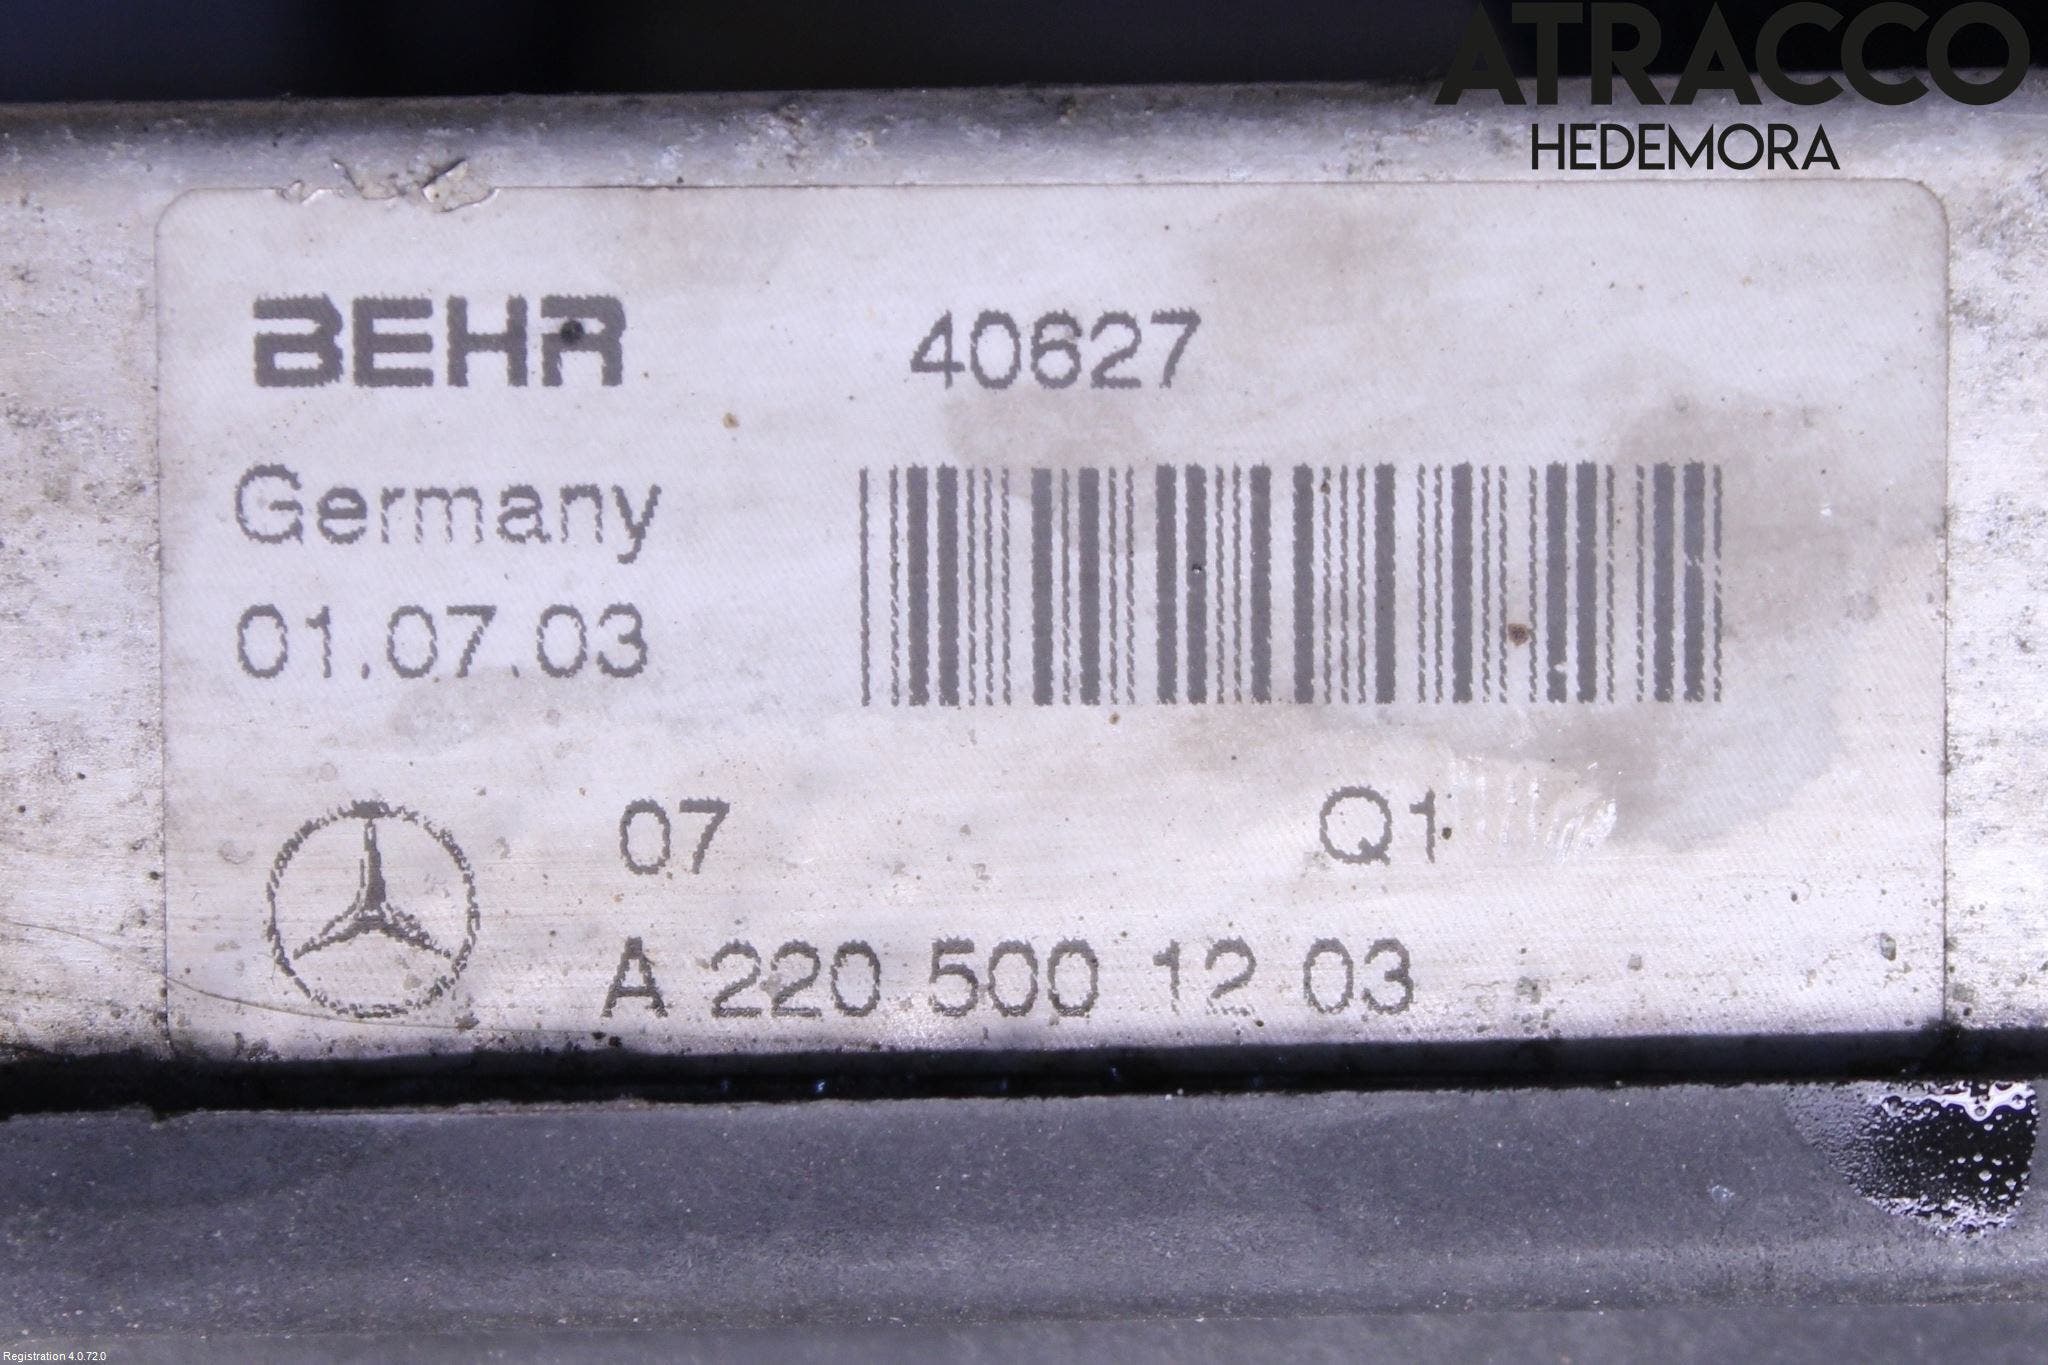 ATRACCO
HEDEMORA
BEHR 40627
Germany
01.07.03
07 Q1
A 220 500 12 03
Registration 4.0.72.0